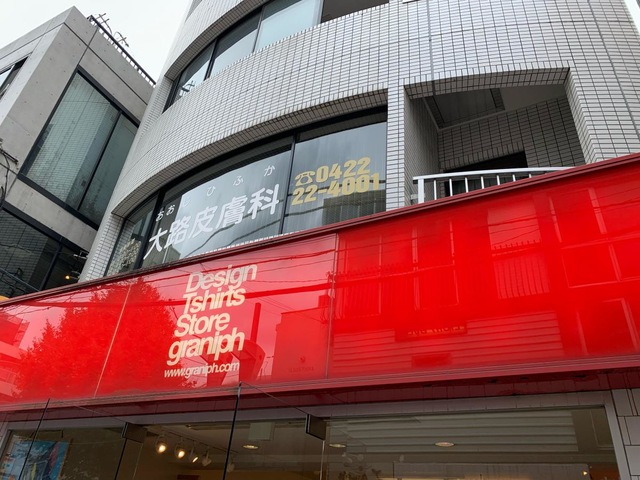 おお ひふか
大路皮膚科
☎0422
22-4001
Design
Tshirts
Store
graniph
www.graniph.com